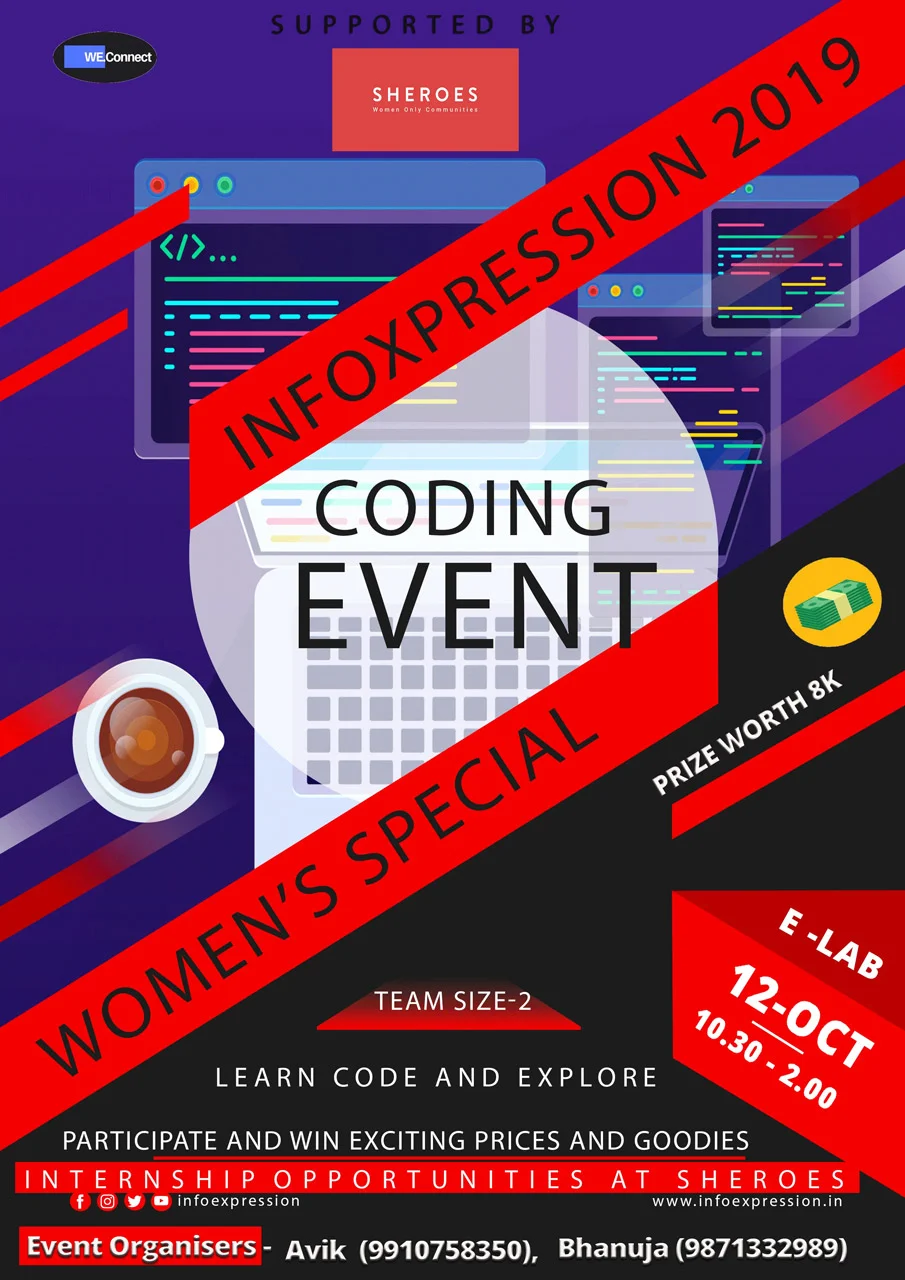 SUPPORTED BY
WE.Connect
SHEROES
Women Only Communities
INFOXPRESSION 2019
</>...
CODING
EVENT
PRIZE WORTH 8K
WOMEN'S SPECIAL
E -LAB
12-OCT
10.30 - 2.00
TEAM SIZE-2
LEARN CODE AND EXPLORE
PARTICIPATE AND WIN EXCITING PRICES AND GOODIES
INTERNSHIP OPPORTUNITIES AT SHEROES
infoexpression
www.infoexpression.in
Event Organisers - Avik (9910758350), Bhanuja (9871332989)